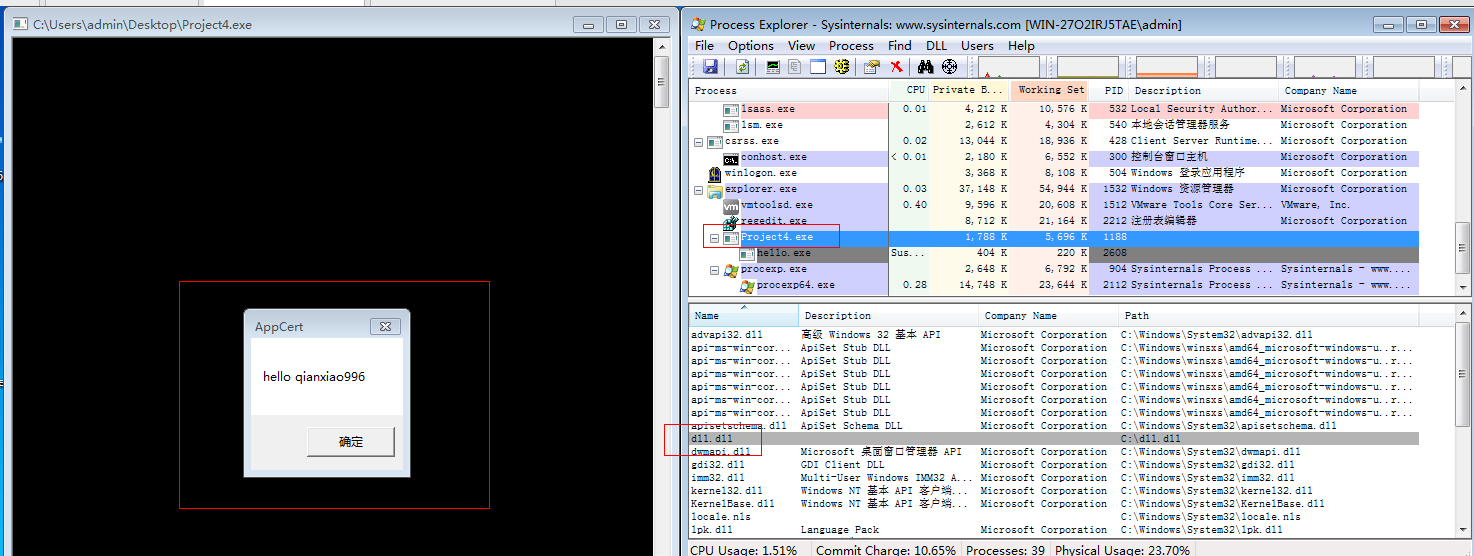 C:\Users\admin\Desktop\Project4.exe
AppCert
hello qianxiao996
确定
Process Explorer - Sysinternals: www.sysinternals.com [WIN-27O2IRJ5TAE\admin]
File Options View Process Find DLL Users Help
Process CPU Private B... Working Set PID Description Company Name
lsass.exe 0.01 4,212 K 10,576 K 532 Local Security Author... Microsoft Corporation
lsm.exe 2,612 K 4,304 K 540 本地会话管理器服务 Microsoft Corporation
csrss.exe 0.02 13,044 K 18,936 K 428 Client Server Runtime... Microsoft Corporation
conhost.exe < 0.01 2,180 K 6,552 K 300 控制台窗口主机 Microsoft Corporation
winlogon.exe 3,368 K 8,108 K 504 Windows 登录应用程序 Microsoft Corporation
explorer.exe 0.03 37,148 K 54,944 K 1532 Windows 资源管理器 Microsoft Corporation
vmtoolsd.exe 0.40 9,596 K 20,608 K 1512 VMware Tools Core Ser... VMware, Inc.
regedit.exe 8,712 K 21,164 K 2212 注册表编辑器 Microsoft Corporation
Project4.exe 1,788 K 5,696 K 1188
hello.exe Sus... 404 K 220 K 2608
procexp.exe 2,648 K 6,792 K 904 Sysinternals Process ... Sysinternals - www....
procexp64.exe 0.28 14,748 K 23,644 K 2112 Sysinternals Process ... Sysinternals - www....
Name Description Company Name Path
advapi32.dll 高级 Windows 32 基本 API Microsoft Corporation C:\Windows\System32\advapi32.dll
api-ms-win-cor... ApiSet Stub DLL Microsoft Corporation C:\Windows\winsxs\amd64_microsoft-windows-u..r...
api-ms-win-cor... ApiSet Stub DLL Microsoft Corporation C:\Windows\winsxs\amd64_microsoft-windows-u..r...
api-ms-win-cor... ApiSet Stub DLL Microsoft Corporation C:\Windows\winsxs\amd64_microsoft-windows-u..r...
api-ms-win-cor... ApiSet Stub DLL Microsoft Corporation C:\Windows\winsxs\amd64_microsoft-windows-u..r...
api-ms-win-cor... ApiSet Stub DLL Microsoft Corporation C:\Windows\winsxs\amd64_microsoft-windows-u..r...
api-ms-win-cor... ApiSet Stub DLL Microsoft Corporation C:\Windows\winsxs\amd64_microsoft-windows-u..r...
apisetschema.dll ApiSet Schema DLL Microsoft Corporation C:\Windows\System32\apisetschema.dll
dll.dll C:\dll.dll
dwmapi.dll Microsoft 桌面窗口管理器 API Microsoft Corporation C:\Windows\System32\dwmapi.dll
gdi32.dll GDI Client DLL Microsoft Corporation C:\Windows\System32\gdi32.dll
imm32.dll Multi-User Windows IMM32 A... Microsoft Corporation C:\Windows\System32\imm32.dll
kernel32.dll Windows NT 基本 API 客户端... Microsoft Corporation C:\Windows\System32\kernel32.dll
KernelBase.dll Windows NT 基本 API 客户端... Microsoft Corporation C:\Windows\System32\KernelBase.dll
locale.nls C:\Windows\System32\locale.nls
lpk.dll Language Pack Microsoft Corporation C:\Windows\System32\lpk.dll
CPU Usage: 1.51% Commit Charge: 10.65% Processes: 39 Physical Usage: 23.70%